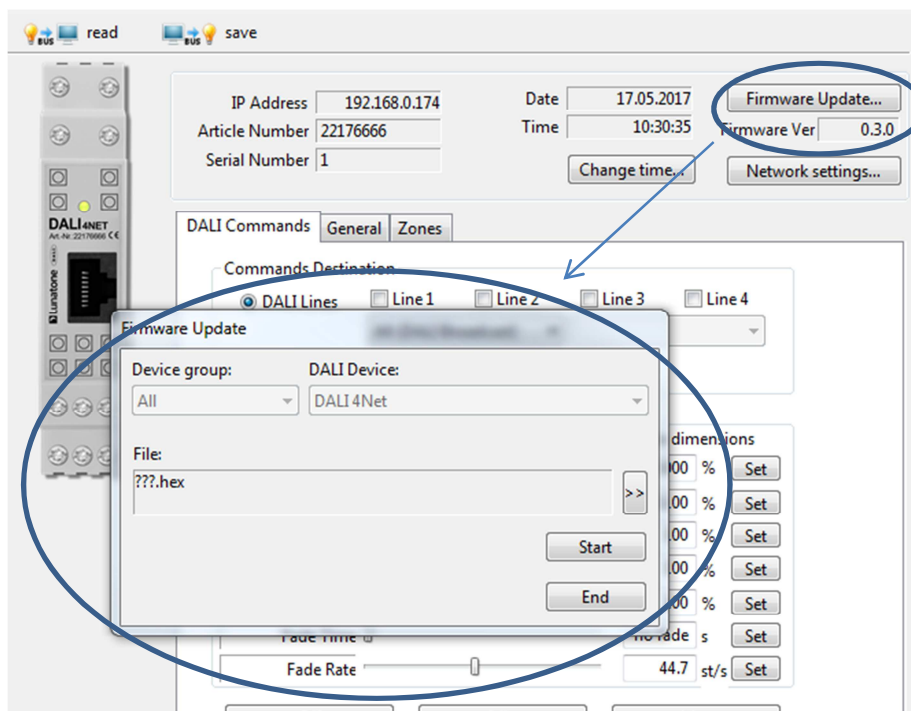 BUS read BUS save
IP Address 192.168.0.174 Date 17.05.2017 Firmware Update...
Article Number 22176666 Time 10:30:35 Firmware Ver 0.3.0
Serial Number 1 Change time... Network settings...
DALI4NET
Art.-Nr. 22176666 CE
Lunatone
DALI Commands General Zones
Commands Destination
DALI Lines Line 1 Line 2 Line 3 Line 4
Firmware Update
Device group: DALI Device:
All DALI 4Net
dimensions
% Set
File:
???.hex
>>
% Set
% Set
Start
% Set
End
% Set
Fade Time no fade s Set
Fade Rate 44.7 st/s Set